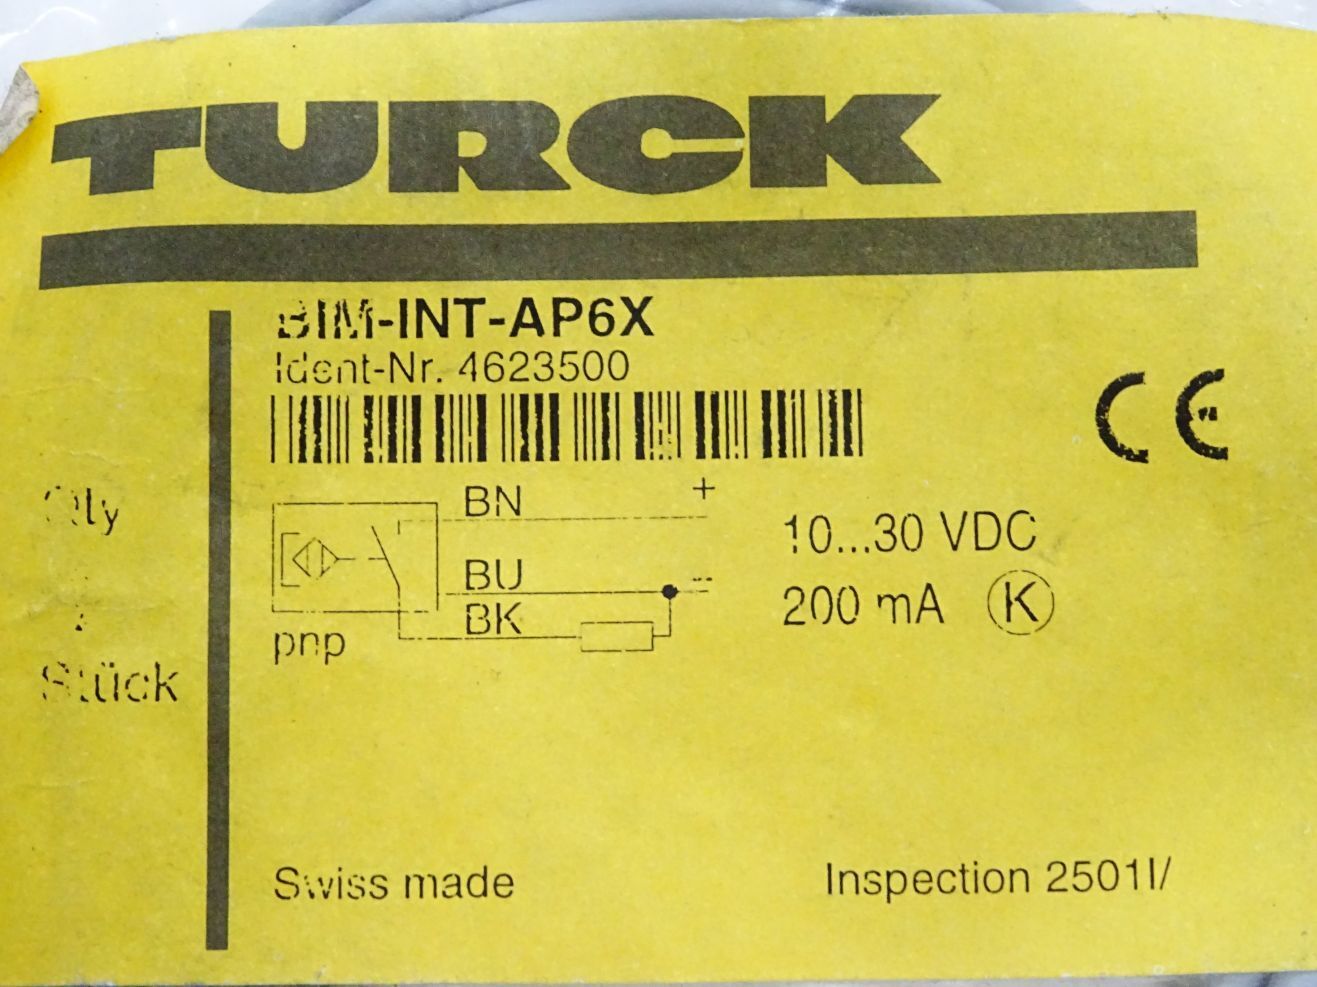 TURCK
BIM-INT-AP6X
Ident-Nr. 4623500
CE
Qty
Stück
BN +
BU -
BK
pnp
10...30 VDC
200 mA K
Swiss made
Inspection 2501I/